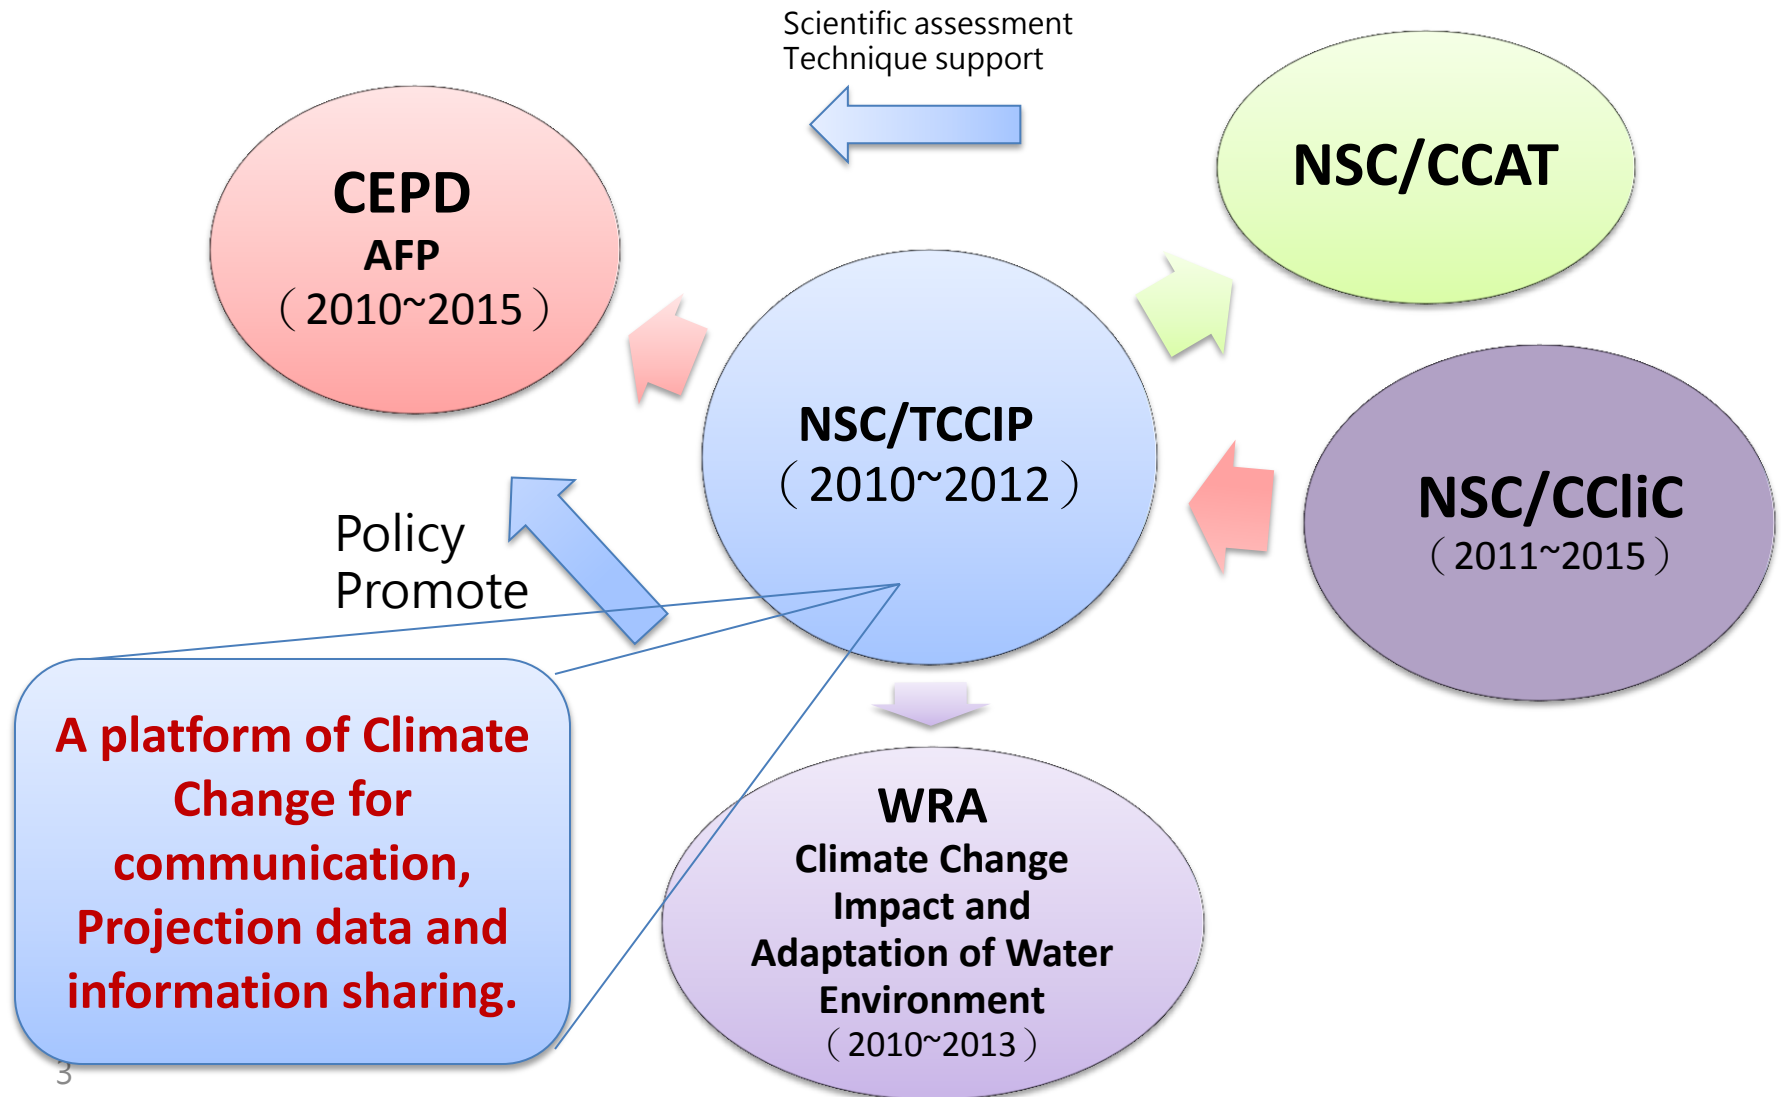 Scientific assessment
Technique support
CEPD
AFP
（2010~2015）
NSC/CCAT
NSC/TCCIP
（2010~2012）
NSC/CCliC
（2011~2015）
Policy
Promote
A platform of Climate
Change for
communication,
Projection data and
information sharing.
WRA
Climate Change
Impact and
Adaptation of Water
Environment
（2010~2013）
3